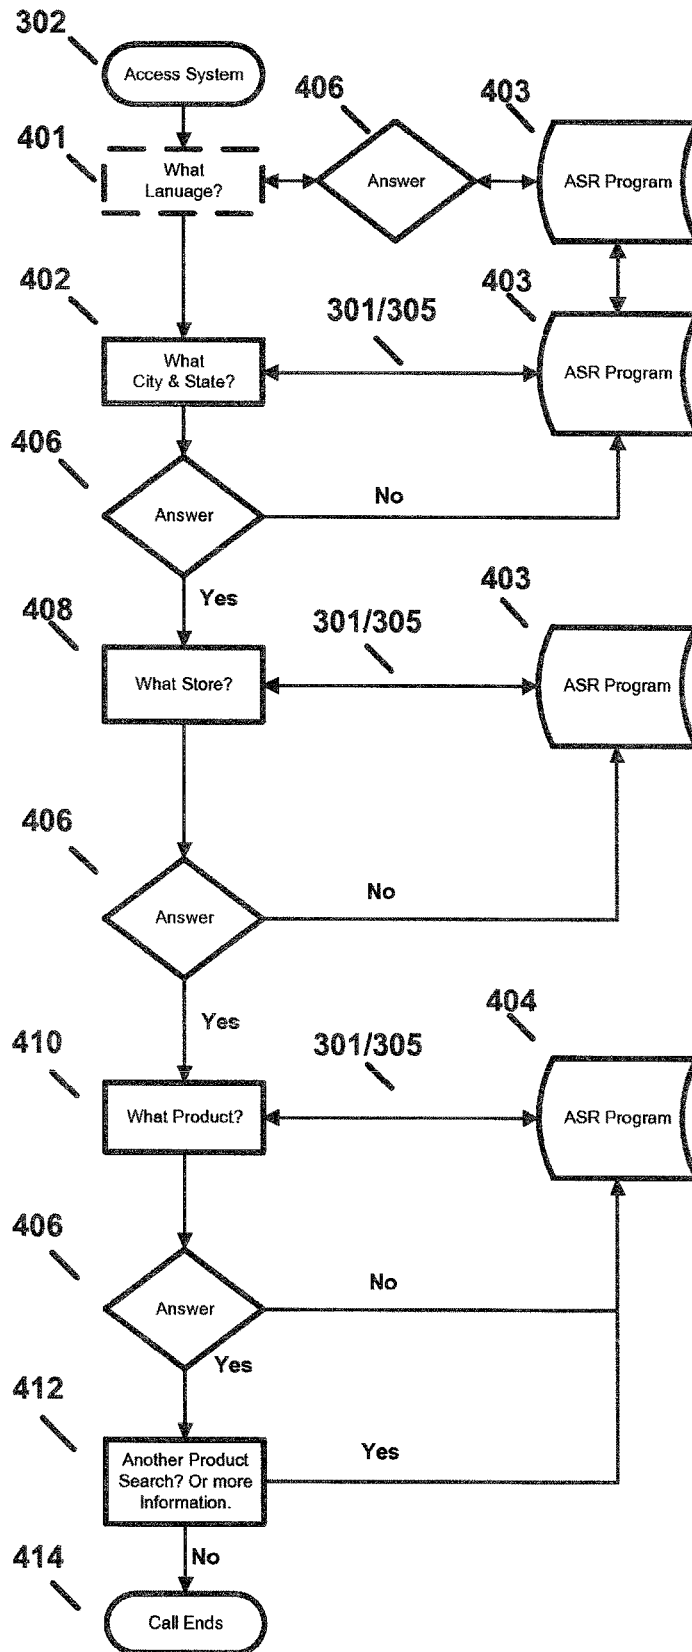 302
Access System
406
403
401
What
Lanuage?
Answer
ASR Program
402
403
301/305
What
City & State?
ASR Program
406
Answer
No
Yes
408
403
301/305
What Store?
ASR Program
406
Answer
No
Yes
404
410
301/305
What Product?
ASR Program
406
Answer
No
Yes
412
Another Product
Search? Or more
Information.
Yes
No
414
Call Ends